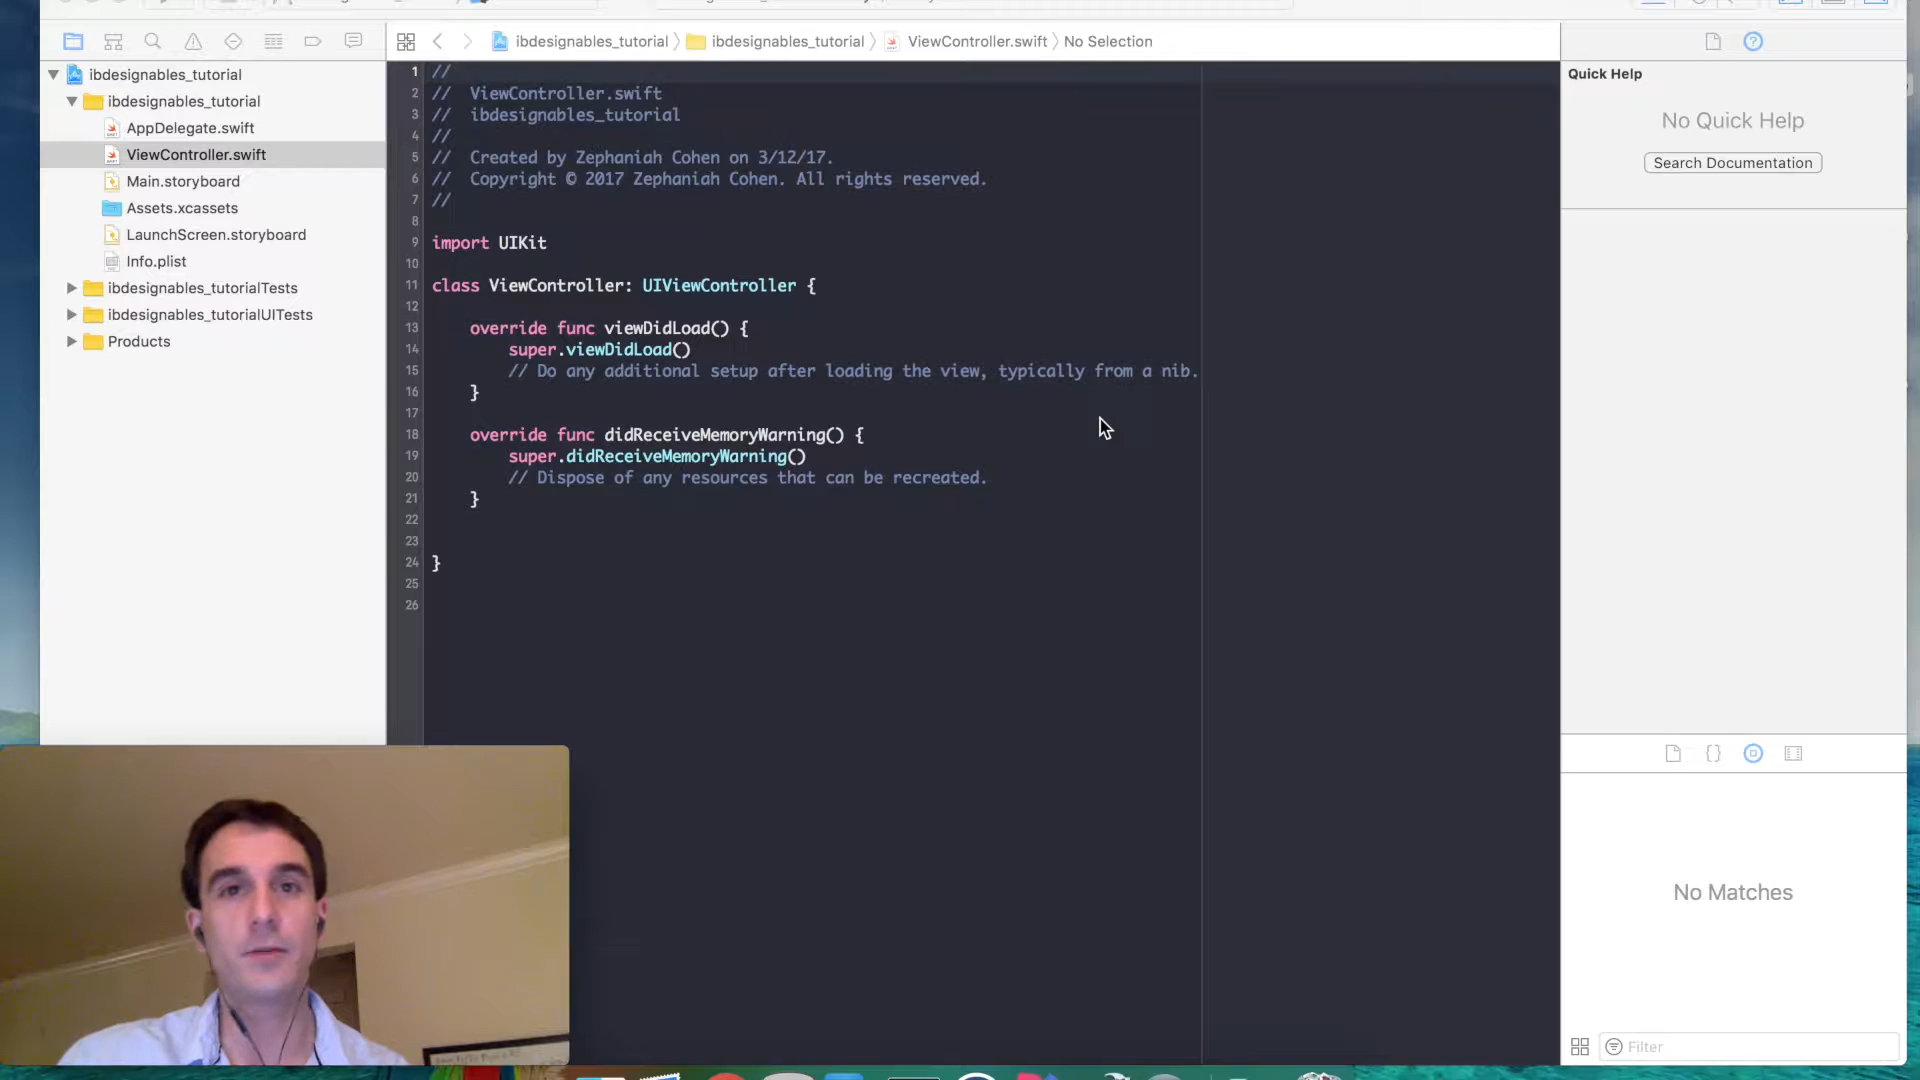 ibdesignables_tutorial
ibdesignables_tutorial
ViewController.swift
No Selection
ibdesignables_tutorial
ibdesignables_tutorial
AppDelegate.swift
ViewController.swift
Main.storyboard
Assets.xcassets
LaunchScreen.storyboard
Info.plist
ibdesignables_tutorialTests
ibdesignables_tutorialUITests
Products
1 //
2 // ViewController.swift
3 // ibdesignables_tutorial
4 //
5 // Created by Zephaniah Cohen on 3/12/17.
6 // Copyright © 2017 Zephaniah Cohen. All rights reserved.
7 //
8
9 import UIKit
10
11 class ViewController: UIViewController {
12
13 override func viewDidLoad() {
14 super.viewDidLoad()
15 // Do any additional setup after loading the view, typically from a nib.
16 }
17
18 override func didReceiveMemoryWarning() {
19 super.didReceiveMemoryWarning()
20 // Dispose of any resources that can be recreated.
21 }
22
23
24 }
25
26
Quick Help
No Quick Help
Search Documentation
No Matches
Filter